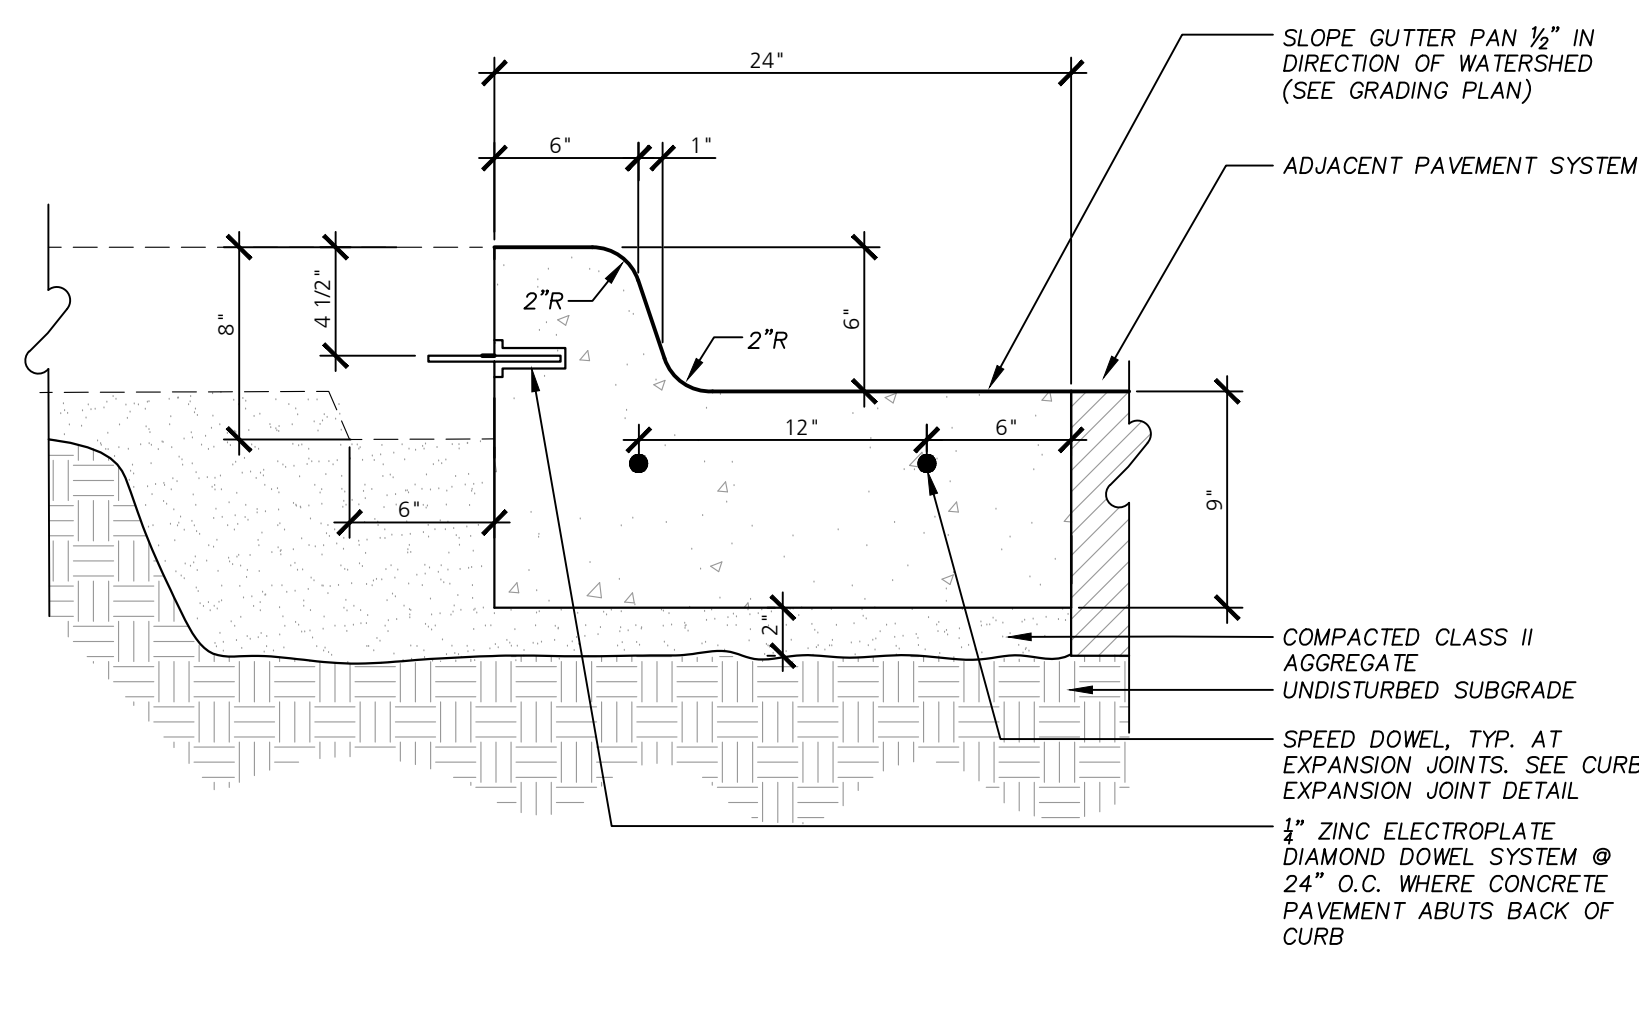 24"
SLOPE GUTTER PAN ½” IN
DIRECTION OF WATERSHED
(SEE GRADING PLAN)
6"
1"
ADJACENT PAVEMENT SYSTEM
4 1/2"
8"
2”R
6"
2”R
12"
6"
6"
9"
2"
COMPACTED CLASS II
AGGREGATE
UNDISTURBED SUBGRADE
SPEED DOWEL, TYP. AT
EXPANSION JOINTS. SEE CURB
EXPANSION JOINT DETAIL
¼” ZINC ELECTROPLATE
DIAMOND DOWEL SYSTEM @
24” O.C. WHERE CONCRETE
PAVEMENT ABUTS BACK OF
CURB